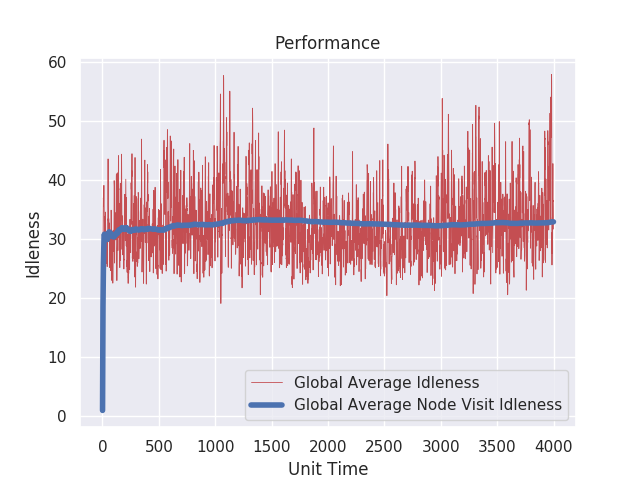 Performance
60
50
40
30
20
10
0
Idleness
Global Average Idleness
Global Average Node Visit Idleness
0 500 1000 1500 2000 2500 3000 3500 4000
Unit Time